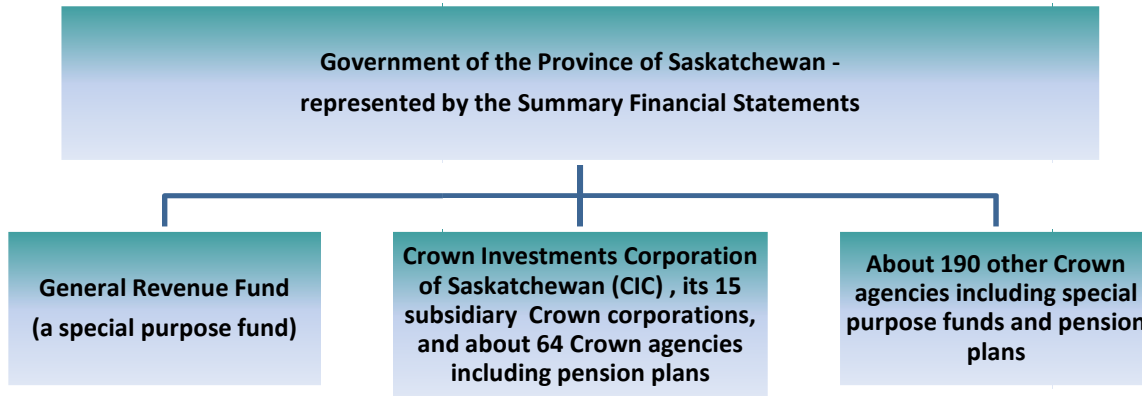 Government of the Province of Saskatchewan -
represented by the Summary Financial Statements
General Revenue Fund
(a special purpose fund)
Crown Investments Corporation
of Saskatchewan (CIC) , its 15
subsidiary Crown corporations,
and about 64 Crown agencies
including pension plans
About 190 other Crown
agencies including special
purpose funds and pension
plans